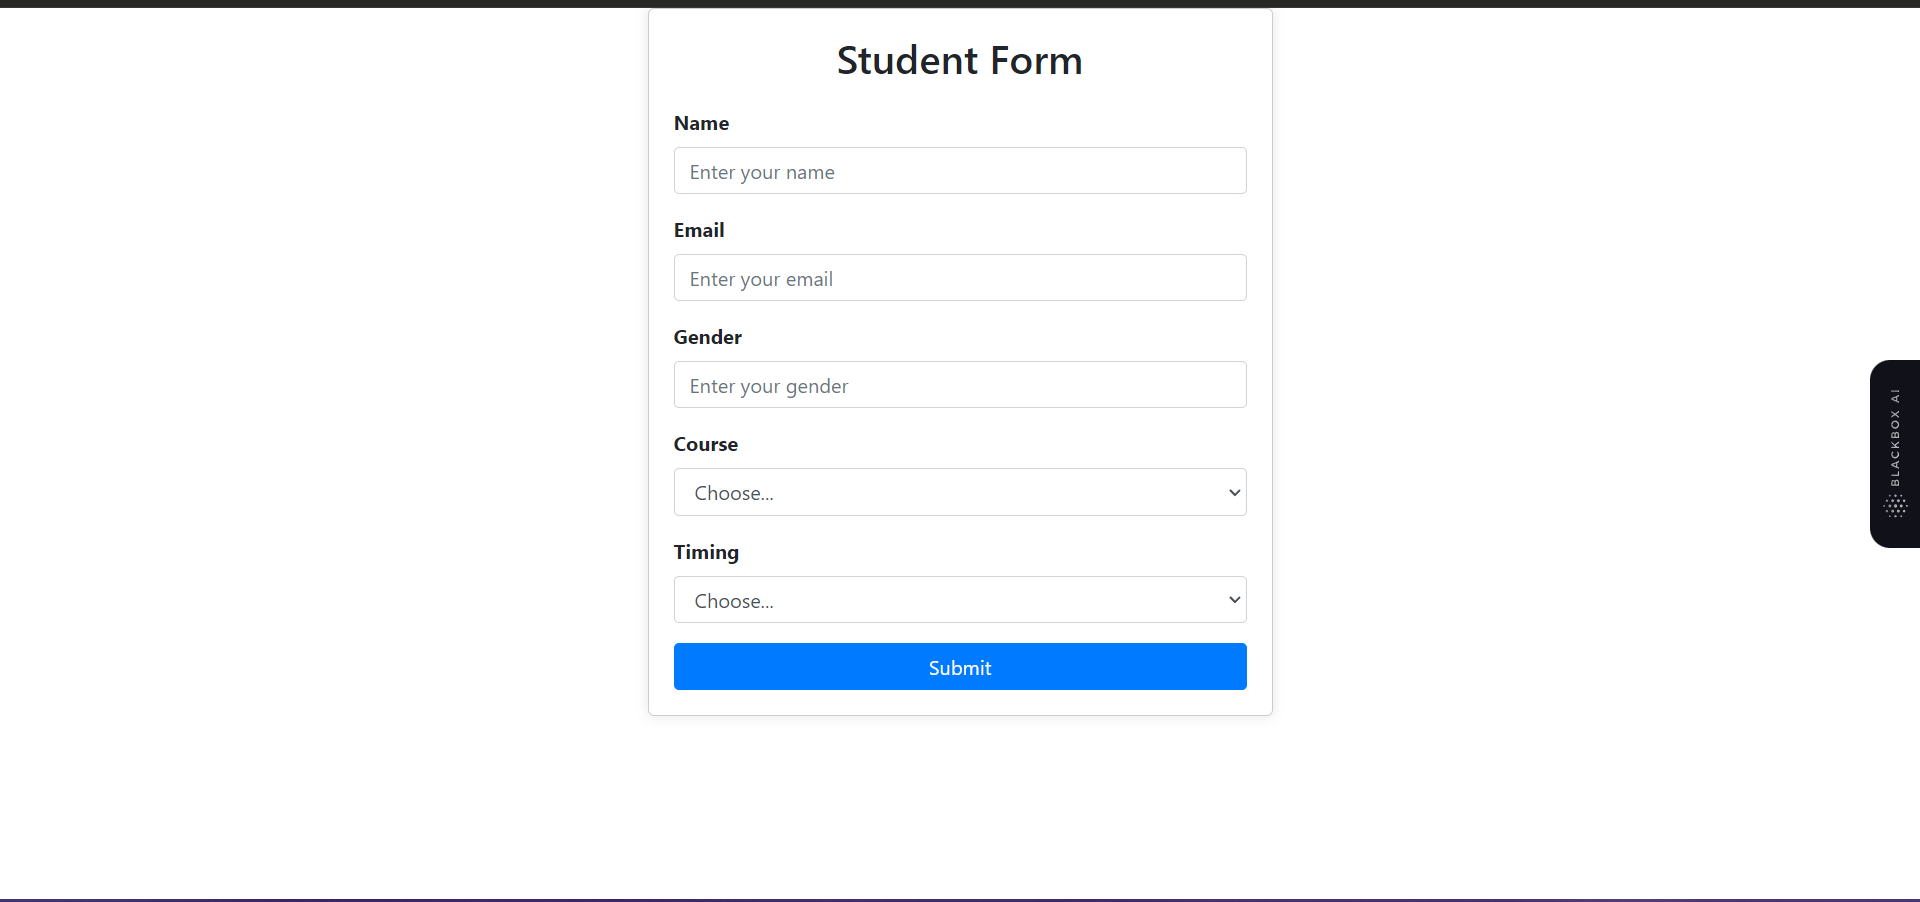 Student Form
Name
Enter your name
Email
Enter your email
Gender
Enter your gender
Course
Choose...
Timing
Choose...
Submit
BLACKBOX AI